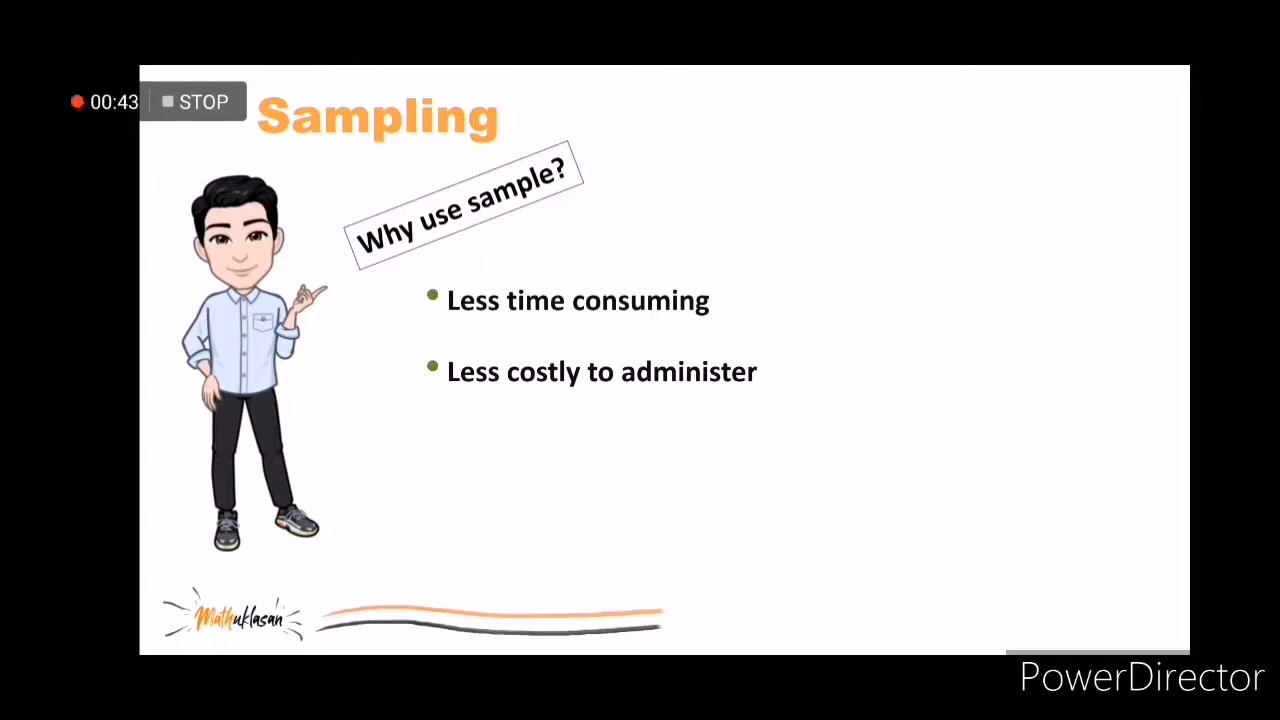 00:43 STOP
Sampling
Why use sample?
Less time consuming
Less costly to administer
Mathuklasan
PowerDirector